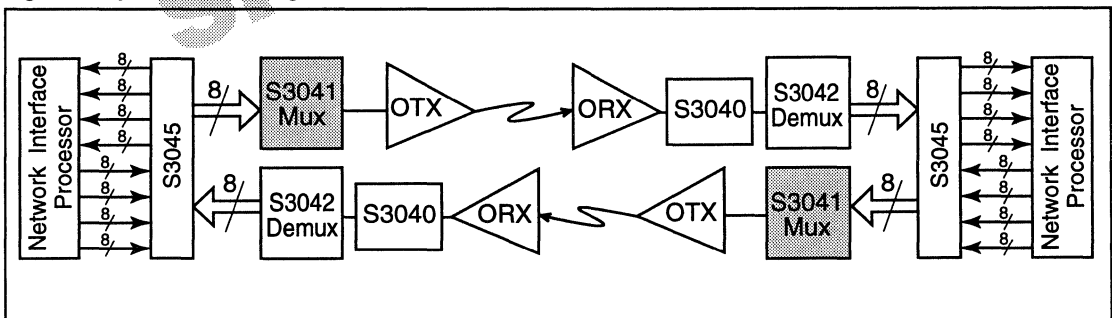 Network Interface
Processor
8
8
8
8
8
8
8
8
S3045
8
S3041
Mux
OTX
ORX
S3040
S3042
Demux
8
S3045
8
8
8
8
8
8
8
8
Network Interface
Processor
8
S3042
Demux
S3040
ORX
OTX
S3041
Mux
8